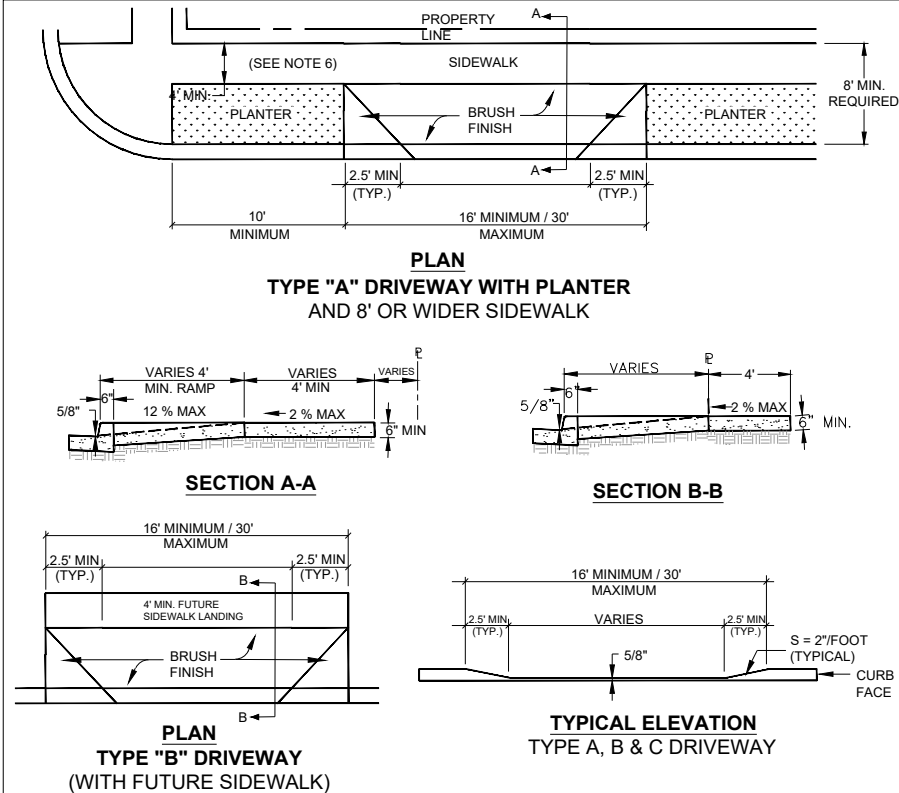 PROPERTY
LINE
A
(SEE NOTE 6)
SIDEWALK
4' MIN.
8' MIN.
REQUIRED
PLANTER
BRUSH
FINISH
PLANTER
A
2.5' MIN
(TYP.)
2.5' MIN
(TYP.)
10'
MINIMUM
16' MINIMUM / 30'
MAXIMUM
PLAN
TYPE "A" DRIVEWAY WITH PLANTER
AND 8' OR WIDER SIDEWALK
VARIES 4'
MIN. RAMP
VARIES
4' MIN
VARIES
PL
6"
5/8"
12 % MAX
2 % MAX
6" MIN
SECTION A-A
VARIES
PL
4'
6"
5/8"
2 % MAX
6" MIN.
SECTION B-B
16' MINIMUM / 30'
MAXIMUM
2.5' MIN
(TYP.)
2.5' MIN
(TYP.)
B
4' MIN. FUTURE
SIDEWALK LANDING
BRUSH
FINISH
B
PLAN
TYPE "B" DRIVEWAY
(WITH FUTURE SIDEWALK)
16' MINIMUM / 30'
MAXIMUM
2.5' MIN
(TYP.)
VARIES
2.5' MIN
(TYP.)
5/8"
S = 2"/FOOT
(TYPICAL)
CURB
FACE
TYPICAL ELEVATION
TYPE A, B & C DRIVEWAY